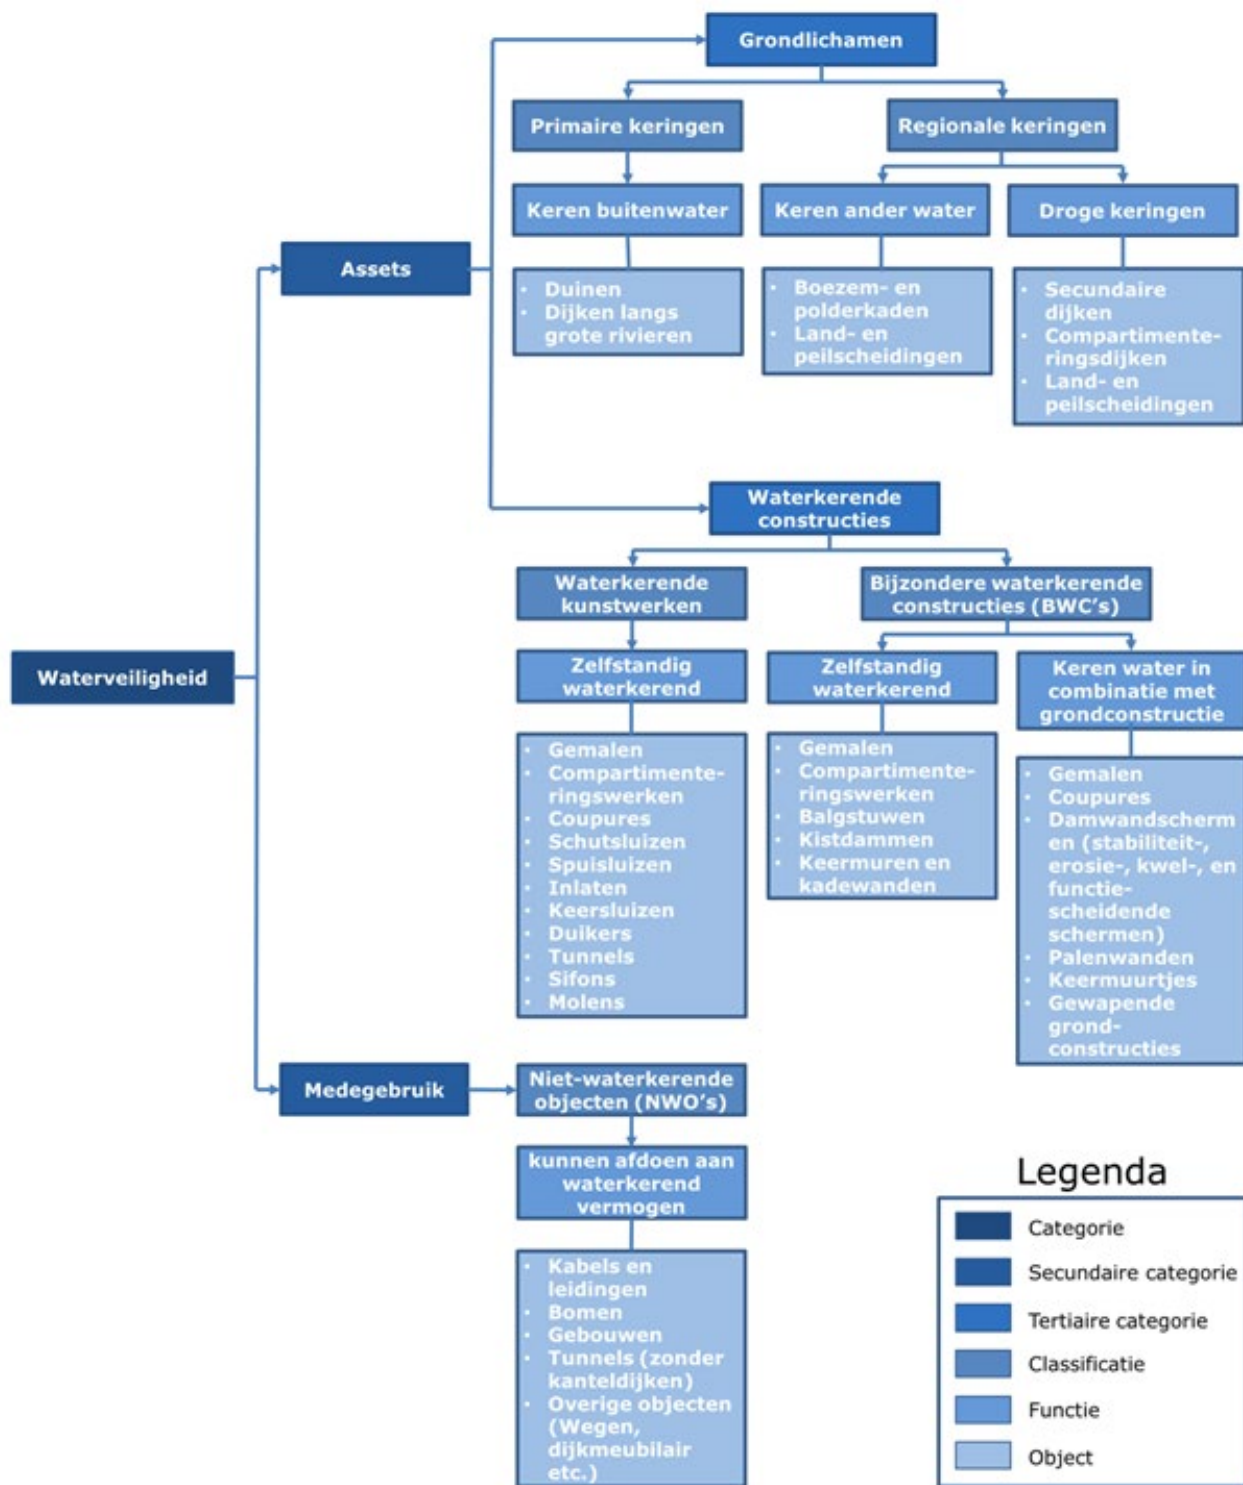 Grondlichamen
Primaire keringen
Regionale keringen
Keren buitenwater
Keren ander water
Droge keringen
Assets
• Duinen
• Dijken langs
grote rivieren
• Boezem- en
polderkaden
• Land- en
peilscheidingen
• Secundaire
dijken
• Compartimente-
ringsdijken
• Land- en
peilscheidingen
Waterkerende
constructies
Waterkerende
kunstwerken
Bijzondere waterkerende
constructies (BWC's)
Waterveiligheid
Zelfstandig
waterkerend
Zelfstandig
waterkerend
Keren water in
combinatie met
grondconstructie
• Gemalen
• Compartimente-
ringswerken
• Coupures
• Schutsluizen
• Spuisluizen
• Inlaten
• Keersluizen
• Duikers
• Tunnels
• Sifons
• Molens
• Gemalen
• Compartimente-
ringswerken
• Balgstuwen
• Kistdammen
• Keermuren en
kadewanden
• Gemalen
• Coupures
• Damwandscherm
en (stabiliteit-,
erosie-, kwel-, en
functie-
scheidende
schermen)
• Palenwanden
• Keermuurtjes
• Gewapende
grond-
constructies
Medegebruik
Niet-waterkerende
objecten (NWO's)
kunnen afdoen aan
waterkerend
vermogen
• Kabels en
leidingen
• Bomen
• Gebouwen
• Tunnels (zonder
kanteldijken)
• Overige objecten
(Wegen,
dijkmeubilair
etc.)
Legenda
Categorie
Secundaire categorie
Tertiaire categorie
Classificatie
Functie
Object